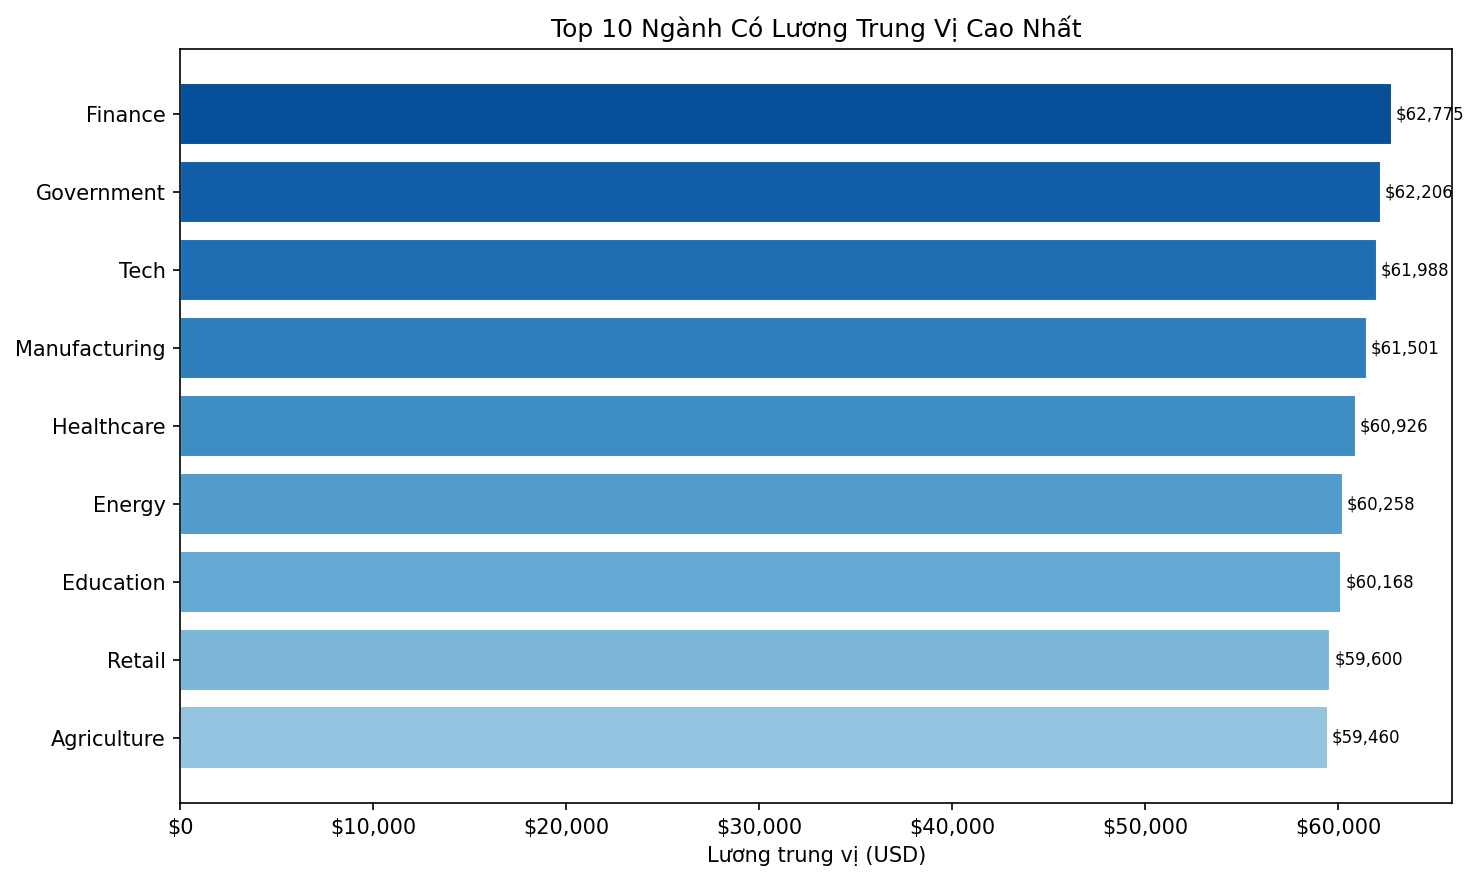 Top 10 Ngành Có Lương Trung Vị Cao Nhất
Finance $62,775
Government $62,206
Tech $61,988
Manufacturing $61,501
Healthcare $60,926
Energy $60,258
Education $60,168
Retail $59,600
Agriculture $59,460
$0 $10,000 $20,000 $30,000 $40,000 $50,000 $60,000
Lương trung vị (USD)